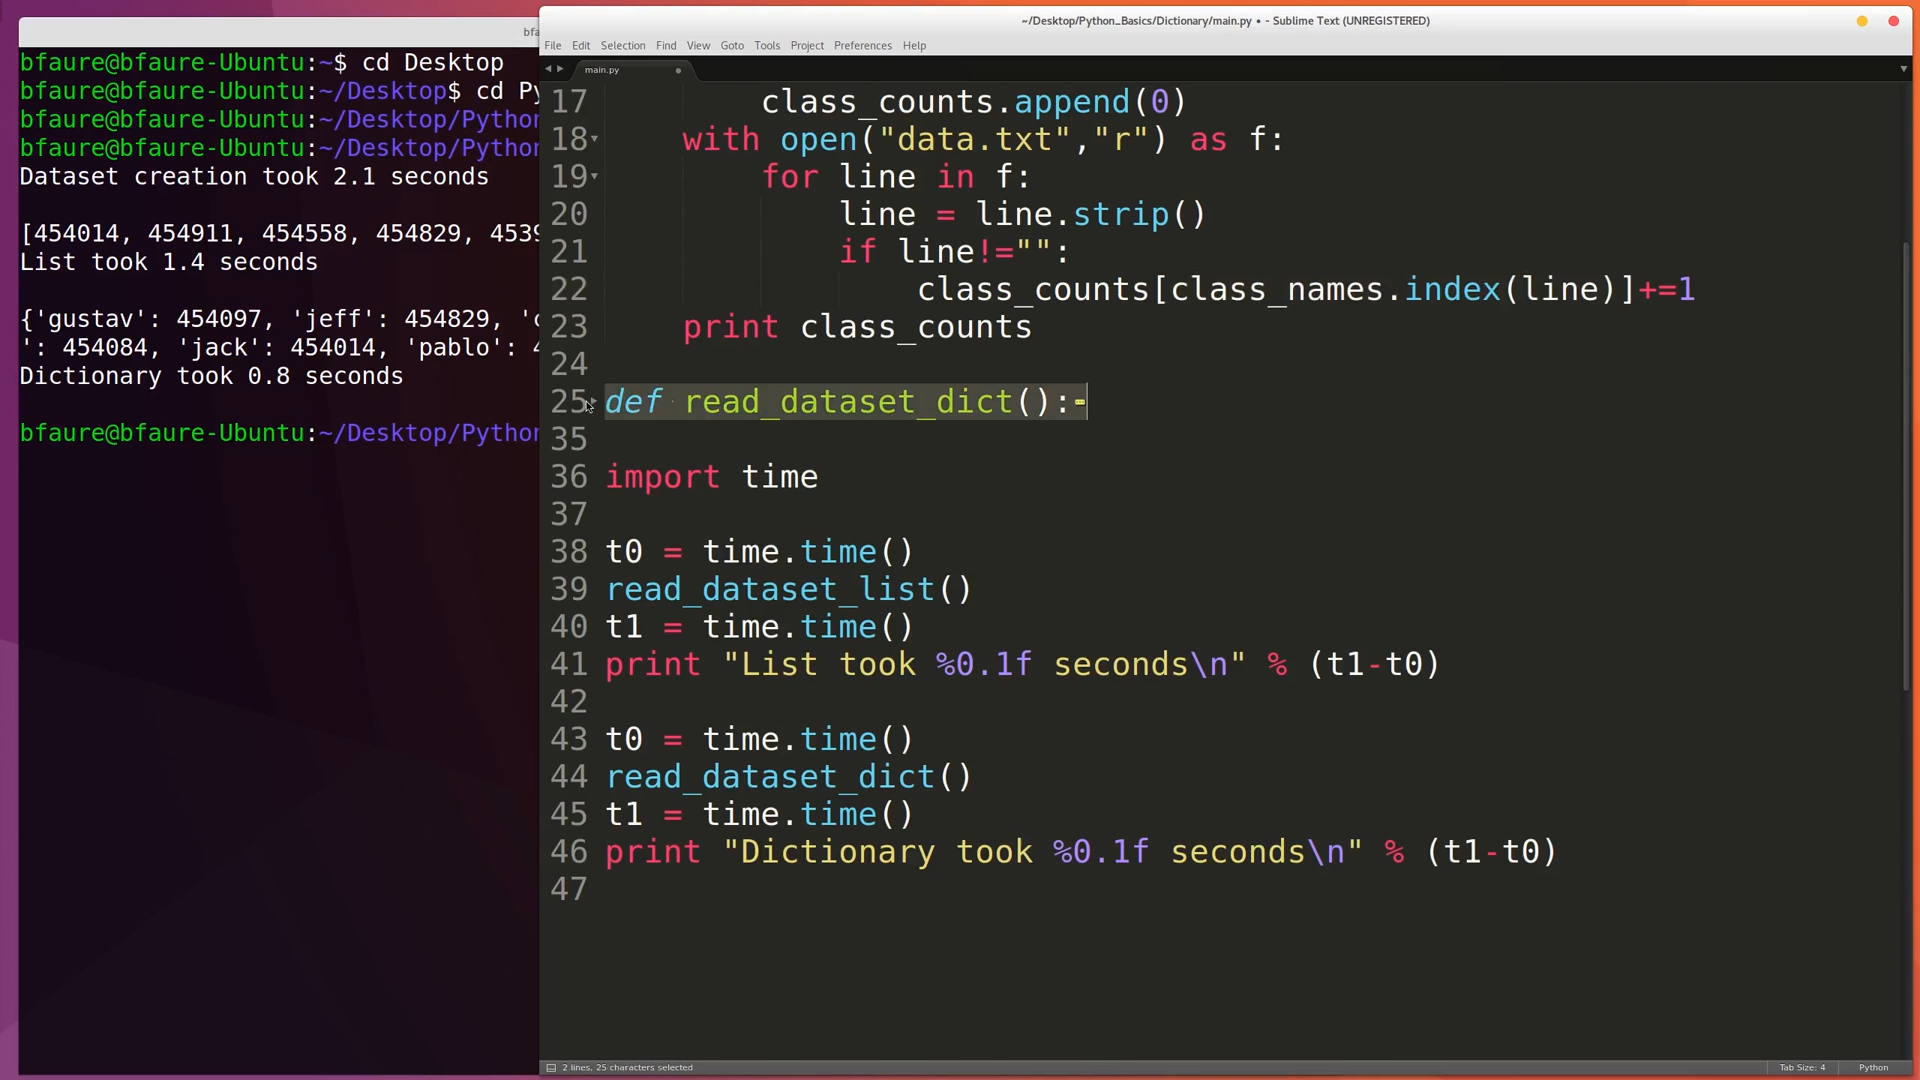 bfa
bfaure@bfaure-Ubuntu:~$ cd Desktop
bfaure@bfaure-Ubuntu:~/Desktop$ cd Py
bfaure@bfaure-Ubuntu:~/Desktop/Python
bfaure@bfaure-Ubuntu:~/Desktop/Python
Dataset creation took 2.1 seconds
[454014, 454911, 454558, 454829, 4539
List took 1.4 seconds
{'gustav': 454097, 'jeff': 454829, 'c
': 454084, 'jack': 454014, 'pablo': 4
Dictionary took 0.8 seconds
bfaure@bfaure-Ubuntu:~/Desktop/Python
~/Desktop/Python_Basics/Dictionary/main.py • - Sublime Text (UNREGISTERED)
File Edit Selection Find View Goto Tools Project Preferences Help
main.py
17 class_counts.append(0)
18 with open("data.txt","r") as f:
19 for line in f:
20 line = line.strip()
21 if line!="":
22 class_counts[class_names.index(line)]+=1
23 print class_counts
24
25 def read_dataset_dict():
35
36 import time
37
38 t0 = time.time()
39 read_dataset_list()
40 t1 = time.time()
41 print "List took %0.1f seconds\n" % (t1-t0)
42
43 t0 = time.time()
44 read_dataset_dict()
45 t1 = time.time()
46 print "Dictionary took %0.1f seconds\n" % (t1-t0)
47
2 lines, 25 characters selected
Tab Size: 4 Python